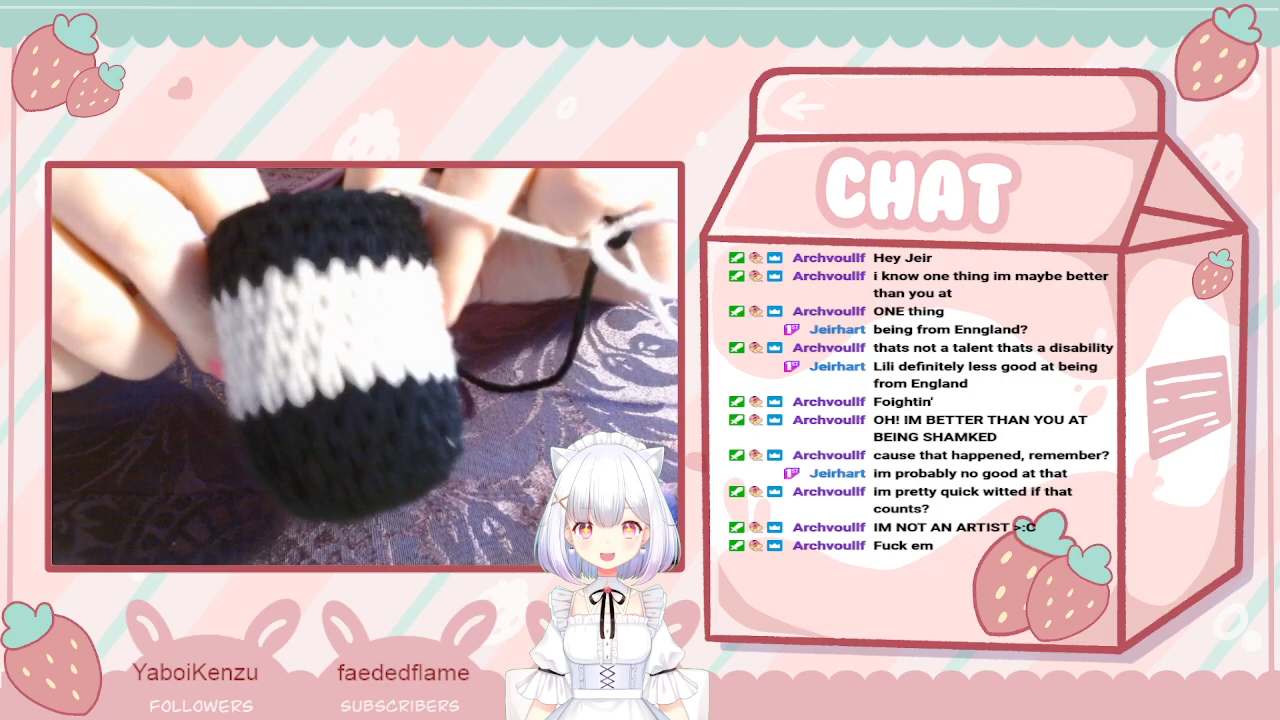 CHAT
Archvoullf Hey Jeir
Archvoullf i know one thing im maybe better
than you at
Archvoullf ONE thing
Jeirhart being from Enngland?
Archvoullf thats not a talent thats a disability
Jeirhart Lili definitely less good at being
from England
Archvoullf Foightin'
Archvoullf OH! IM BETTER THAN YOU AT
BEING SHAMKED
Archvoullf cause that happened, remember?
Jeirhart im probably no good at that
Archvoullf im pretty quick witted if that
counts?
Archvoullf IM NOT AN ARTIST >:C
Archvoullf Fuck em
YaboiKenzu
FOLLOWERS
faededflame
SUBSCRIBERS